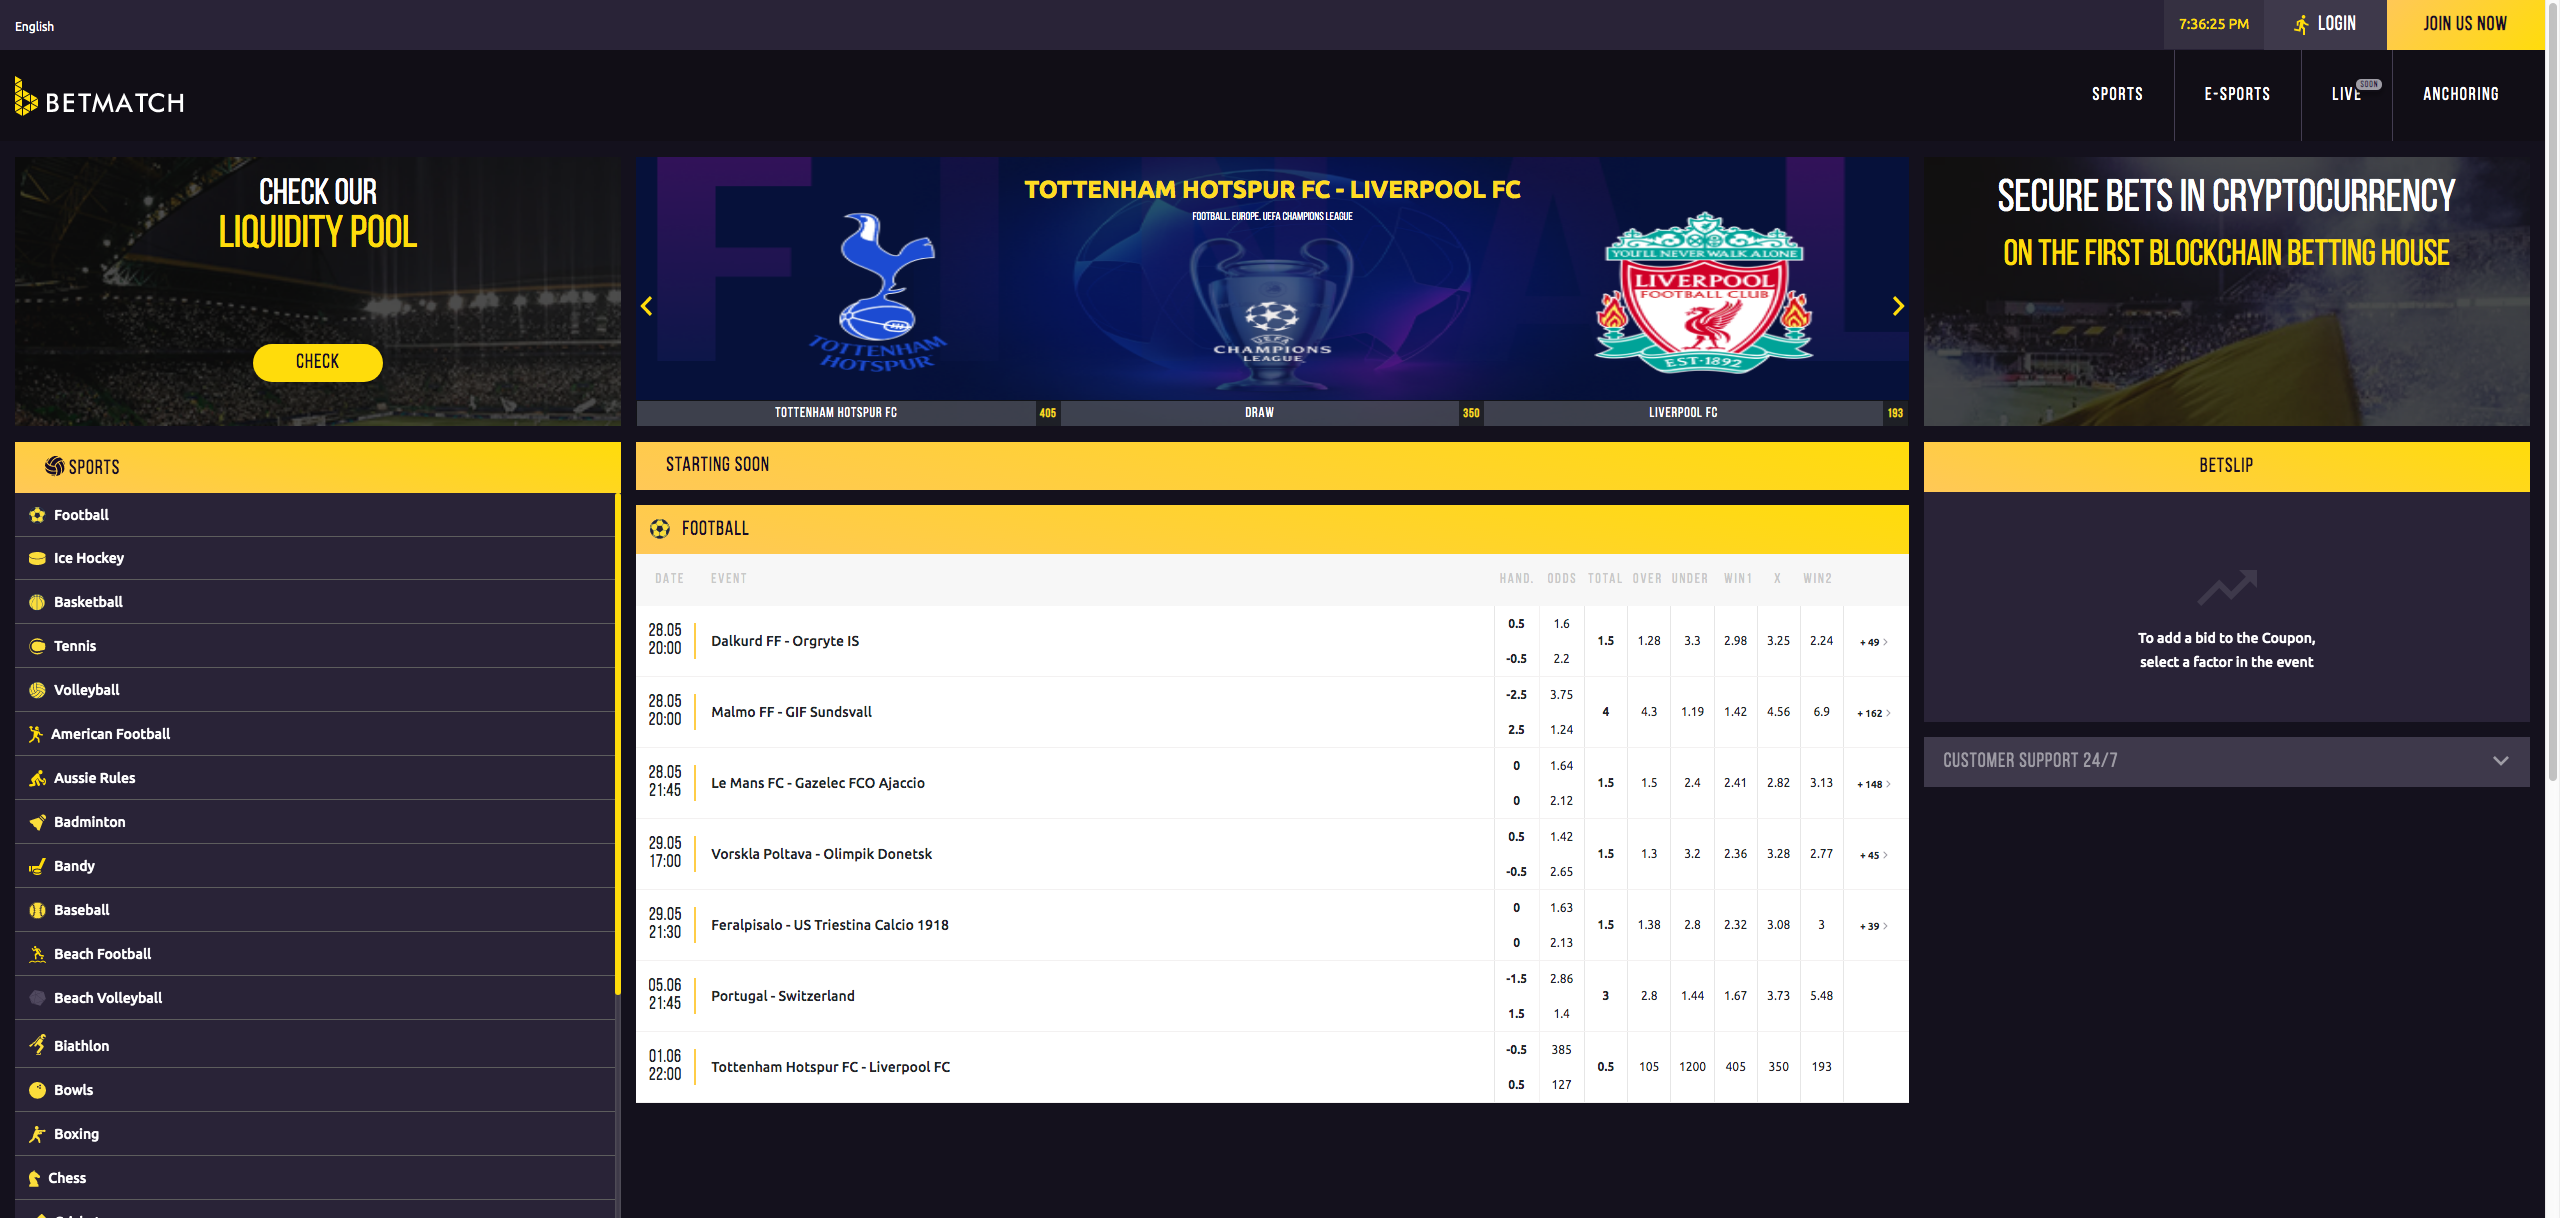 English
7:36:25 PM
LOGIN
JOIN US NOW
BETMATCH
SPORTS
E-SPORTS
LIVE
SOON
ANCHORING
CHECK OUR
LIQUIDITY POOL
CHECK
TOTTENHAM HOTSPUR FC - LIVERPOOL FC
FOOTBALL. EUROPE. UEFA CHAMPIONS LEAGUE
TOTTENHAM
HOTSPUR
UEFA
CHAMPIONS
LEAGUE
YOU'LL NEVER WALK ALONE
LIVERPOOL
FOOTBALL CLUB
EST·1892
TOTTENHAM HOTSPUR FC 405
DRAW 350
LIVERPOOL FC 193
SECURE BETS IN CRYPTOCURRENCY
ON THE FIRST BLOCKCHAIN BETTING HOUSE
SPORTS
Football
Ice Hockey
Basketball
Tennis
Volleyball
American Football
Aussie Rules
Badminton
Bandy
Baseball
Beach Football
Beach Volleyball
Biathlon
Bowls
Boxing
Chess
STARTING SOON
FOOTBALL
DATE EVENT HAND. ODDS TOTAL OVER UNDER WIN1 X WIN2
28.05 0.5 1.6
20:00 Dalkurd FF - Orgryte IS 1.5 1.28 3.3 2.98 3.25 2.24 + 49 >
-0.5 2.2
28.05 -2.5 3.75
20:00 Malmo FF - GIF Sundsvall 4 4.3 1.19 1.42 4.56 6.9 + 162 >
2.5 1.24
28.05 0 1.64
21:45 Le Mans FC - Gazelec FCO Ajaccio 1.5 1.5 2.4 2.41 2.82 3.13 + 148 >
0 2.12
29.05 0.5 1.42
17:00 Vorskla Poltava - Olimpik Donetsk 1.5 1.3 3.2 2.36 3.28 2.77 + 45 >
-0.5 2.65
29.05 0 1.63
21:30 Feralpisalo - US Triestina Calcio 1918 1.5 1.38 2.8 2.32 3.08 3 + 39 >
0 2.13
05.06 -1.5 2.86
21:45 Portugal - Switzerland 3 2.8 1.44 1.67 3.73 5.48
1.5 1.4
01.06 -0.5 385
22:00 Tottenham Hotspur FC - Liverpool FC 0.5 105 1200 405 350 193
0.5 127
BETSLIP
To add a bid to the Coupon,
select a factor in the event
CUSTOMER SUPPORT 24/7